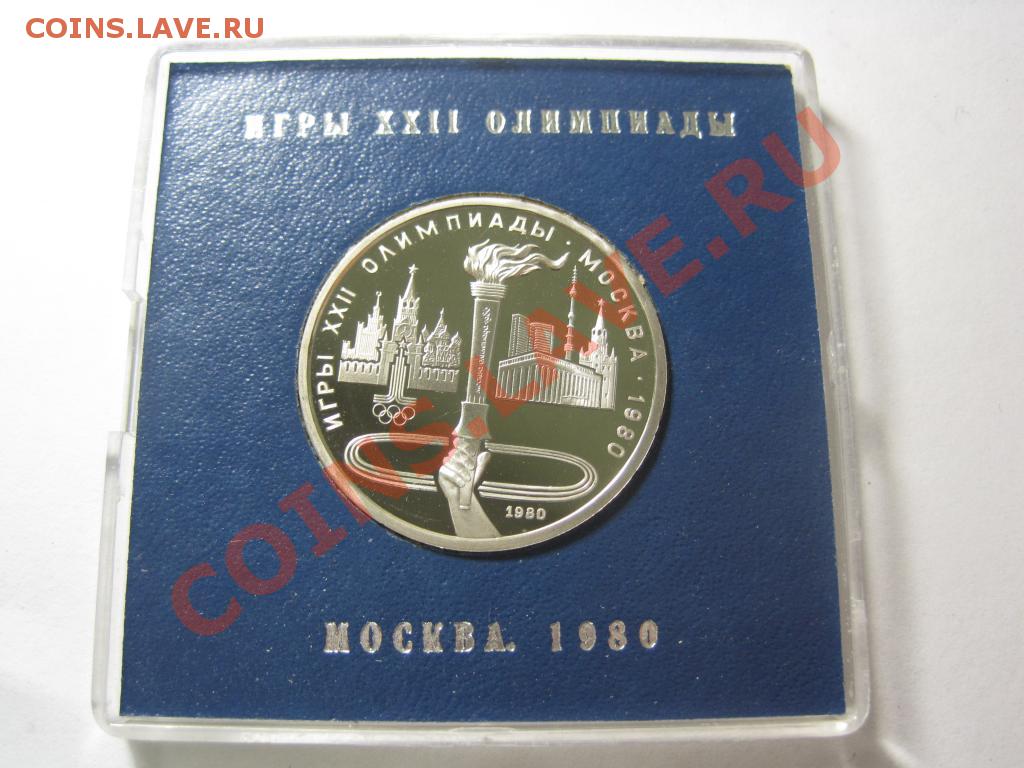 COINS.LAVE.RU
ИГРЫ XXII ОЛИМПИАДЫ
ИГРЫ XXII ОЛИМПИАДЫ · МОСКВА · 1980
1980
МОСКВА. 1980
COINS.LAVE.RU